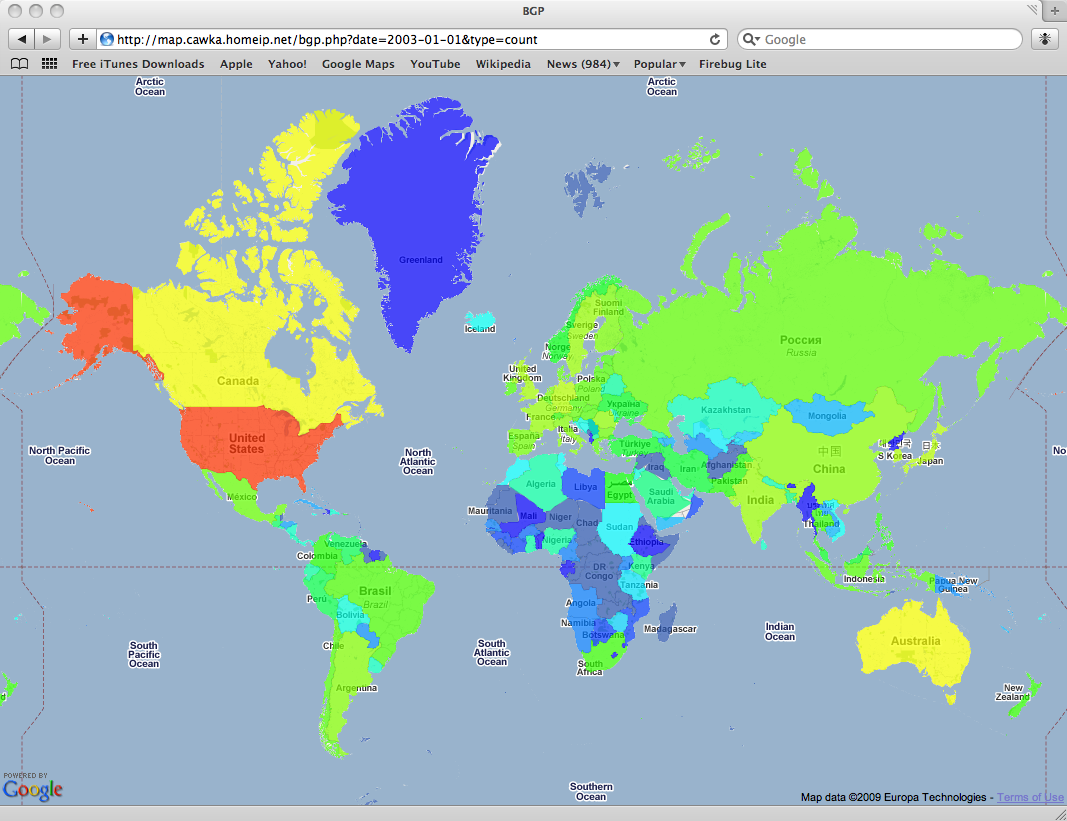 BGP
http://map.cawka.homeip.net/bgp.php?date=2003-01-01&type=count
Google
Free iTunes Downloads
Apple
Yahoo!
Google Maps
YouTube
Wikipedia
News (984)
Popular
Firebug Lite
Arctic
Ocean
Arctic
Ocean
Greenland
Iceland
Suomi
Finland
Sverige
Sweden
Norge
Norway
Россия
Russia
United
Kingdom
Polska
Poland
Canada
Deutschland
Germany
Україна
Ukraine
Kazakhstan
Mongolia
France
Italia
Italy
España
Spain
Türkiye
Turkey
United
States
North Pacific
Ocean
North
Atlantic
Ocean
S Korea
日本
Japan
中国
China
No
Iraq
Iran
Afghanistan
Pakistan
Algeria
Libya
مصر
Egypt
Saudi
Arabia
India
México
Mauritania
Mali
Niger
Chad
Sudan
Thailand
Nigeria
Ethiopia
Venezuela
Colombia
Kenya
DR
Congo
Tanzania
Indonesia
Papua New
Guinea
Brasil
Brazil
Perú
Bolivia
Angola
Namibia
Botswana
Madagascar
South
Africa
Indian
Ocean
Australia
South
Pacific
Ocean
South
Atlantic
Ocean
Chile
Argentina
New
Zealand
d
Southern
Ocean
POWERED BY
Google
Map data ©2009 Europa Technologies - Terms of Use